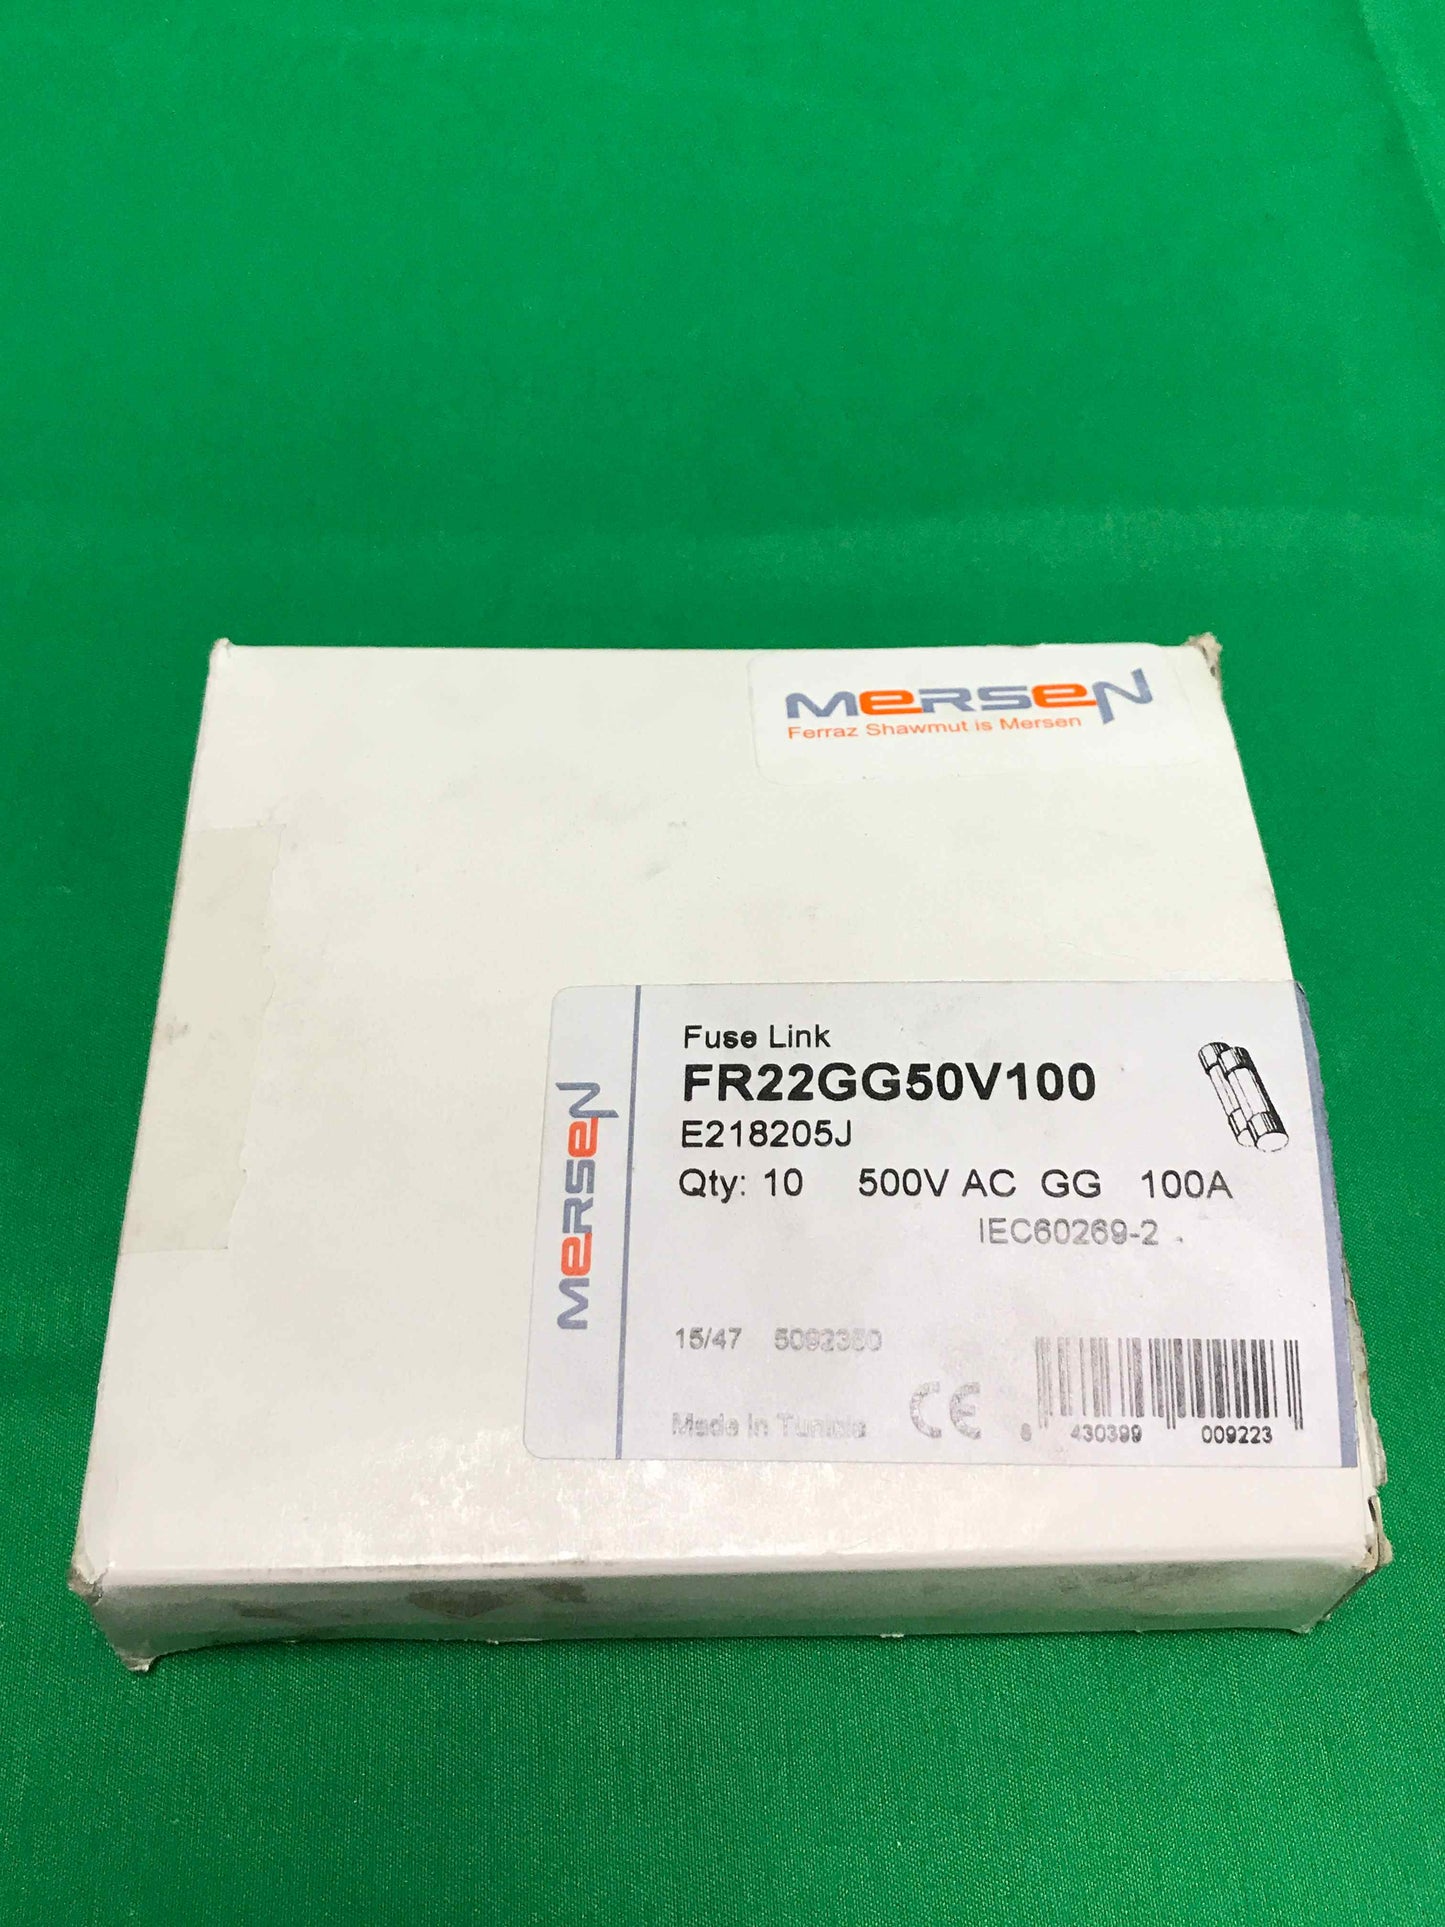 MERSEN
Ferraz Shawmut is Mersen
MERSEN
Fuse Link
FR22GG50V100
E218205J
Qty: 10 500V AC GG 100A
IEC60269-2
15/47 5092350
Made in Tunisia
CE
8 430399 009223